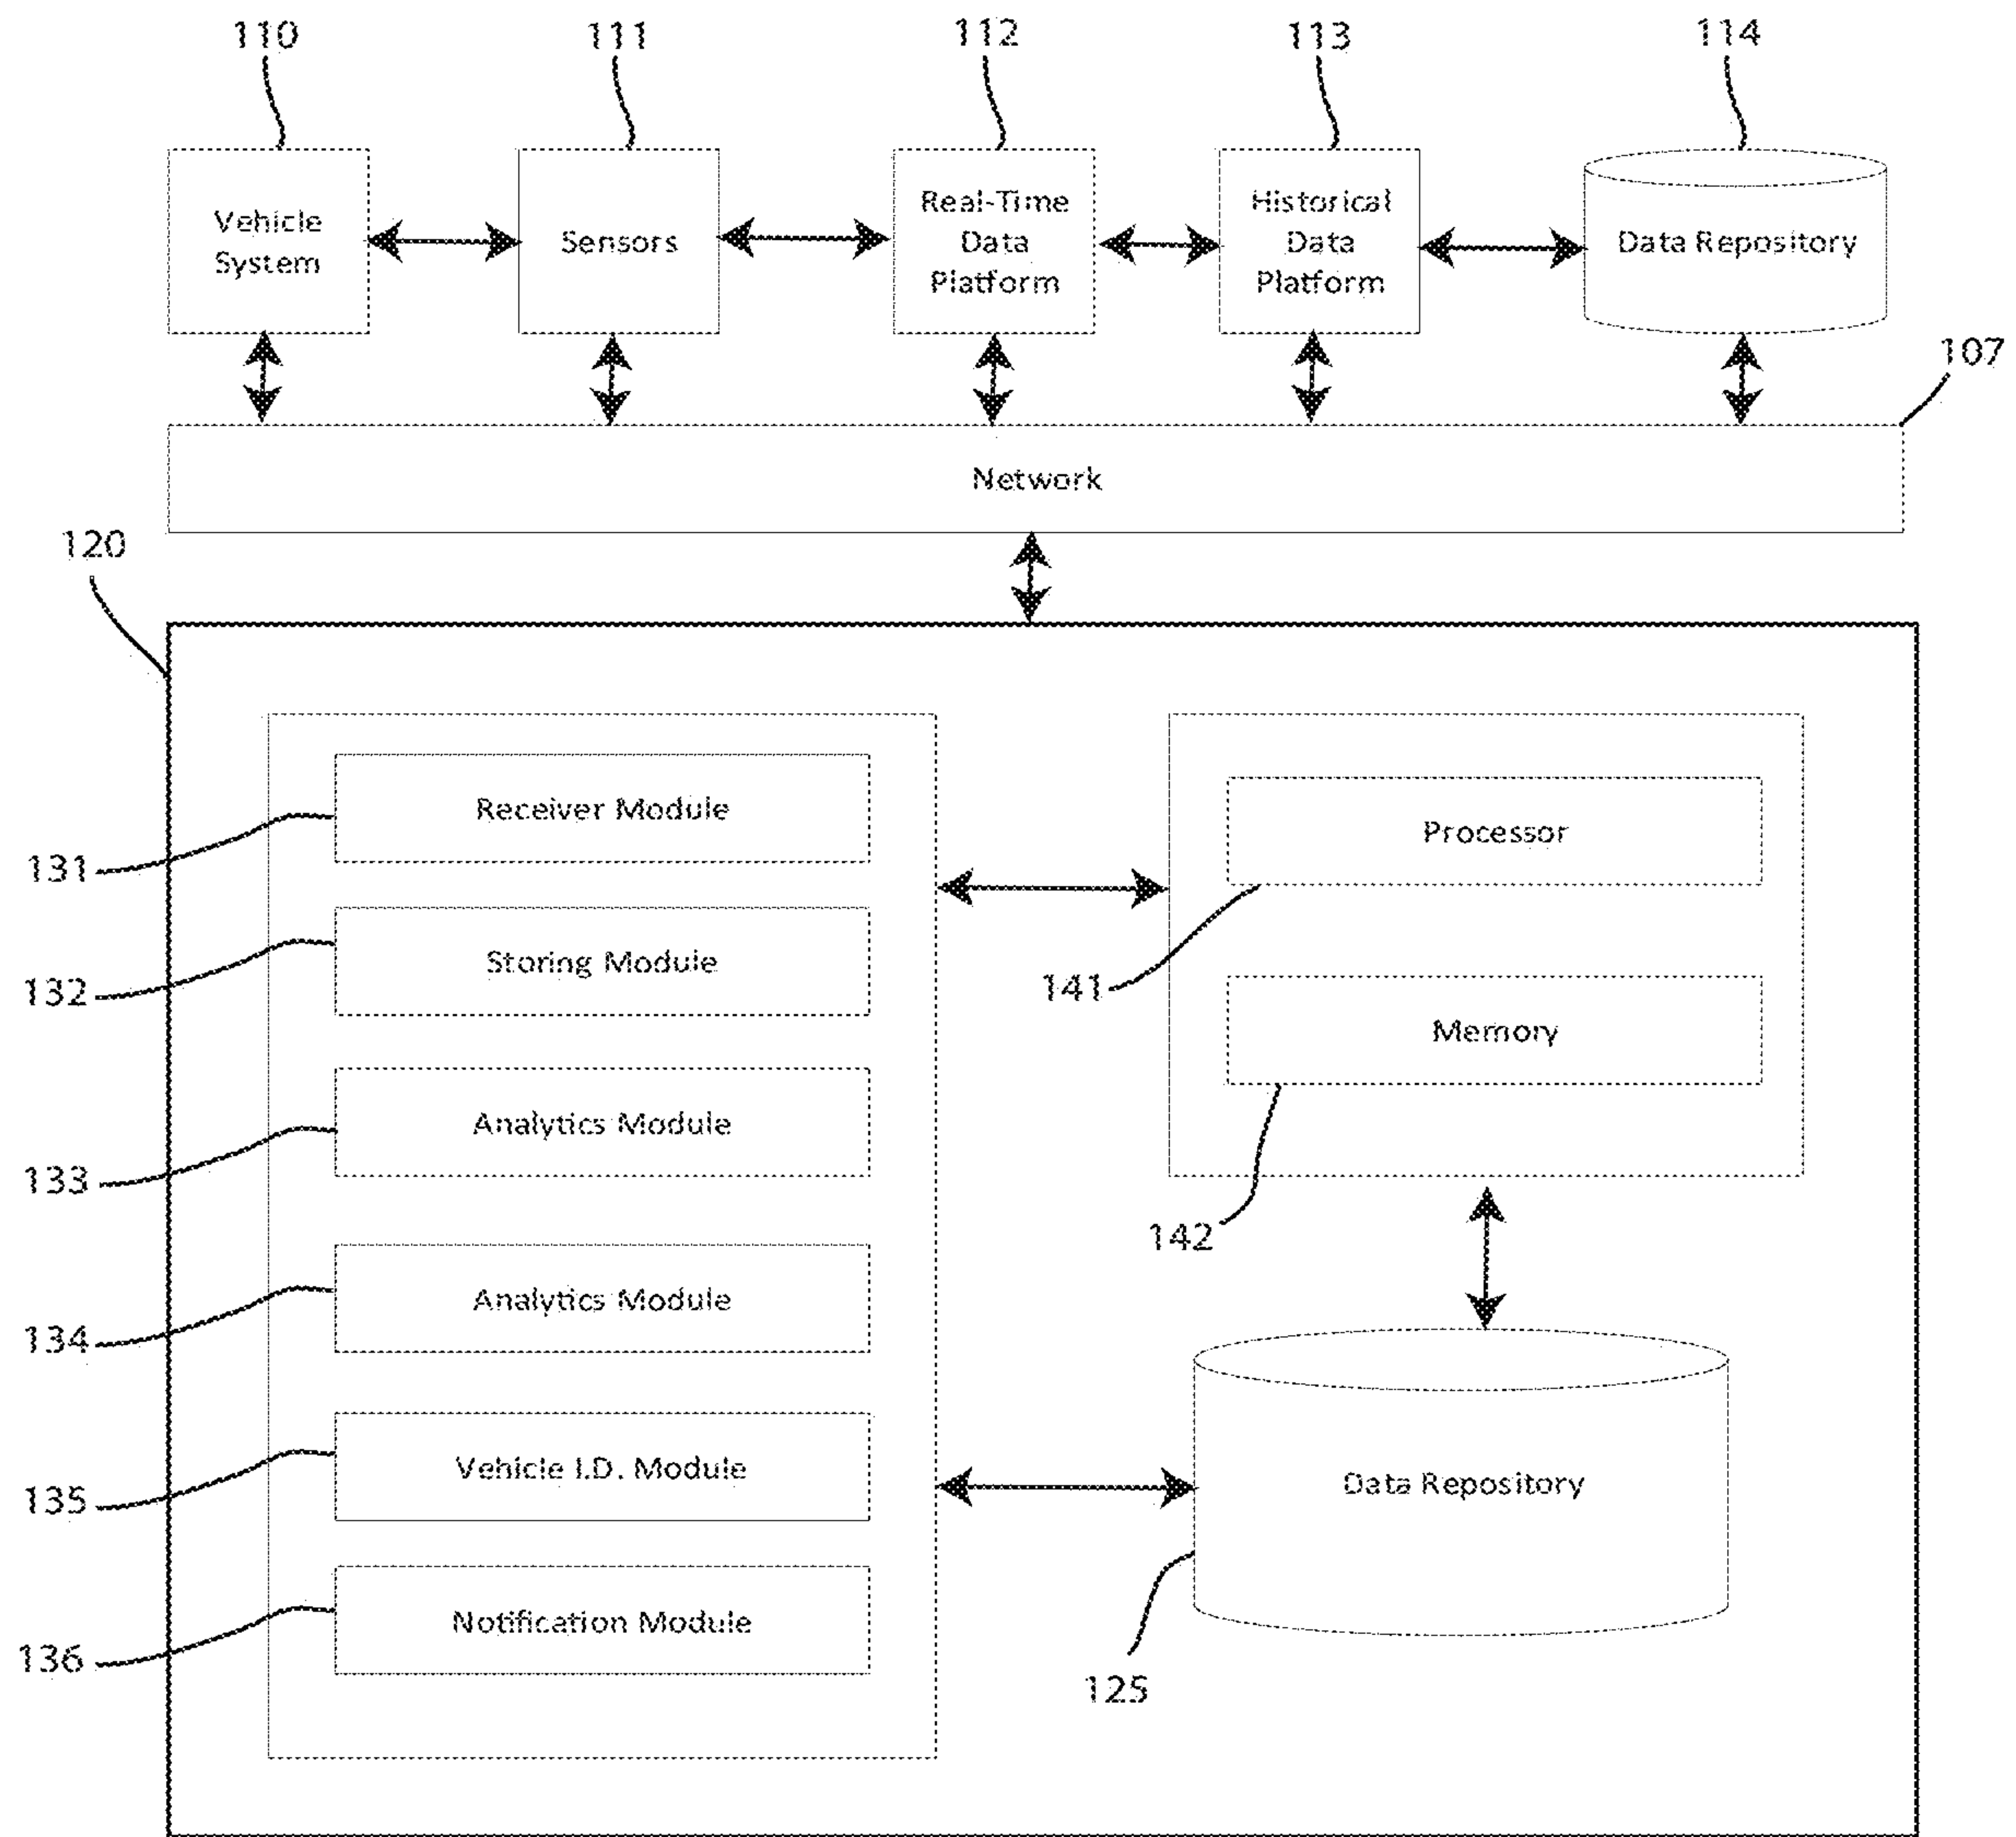 110
111
112
113
114
Vehicle
System
Sensors
Real-Time
Data
Platform
Historical
Data
Platform
Data Repository
107
Network
120
Receiver Module
131
Processor
Storing Module
132
141
Memory
Analytics Module
133
142
Analytics Module
134
Vehicle I.D. Module
135
Data Repository
Notification Module
136
125